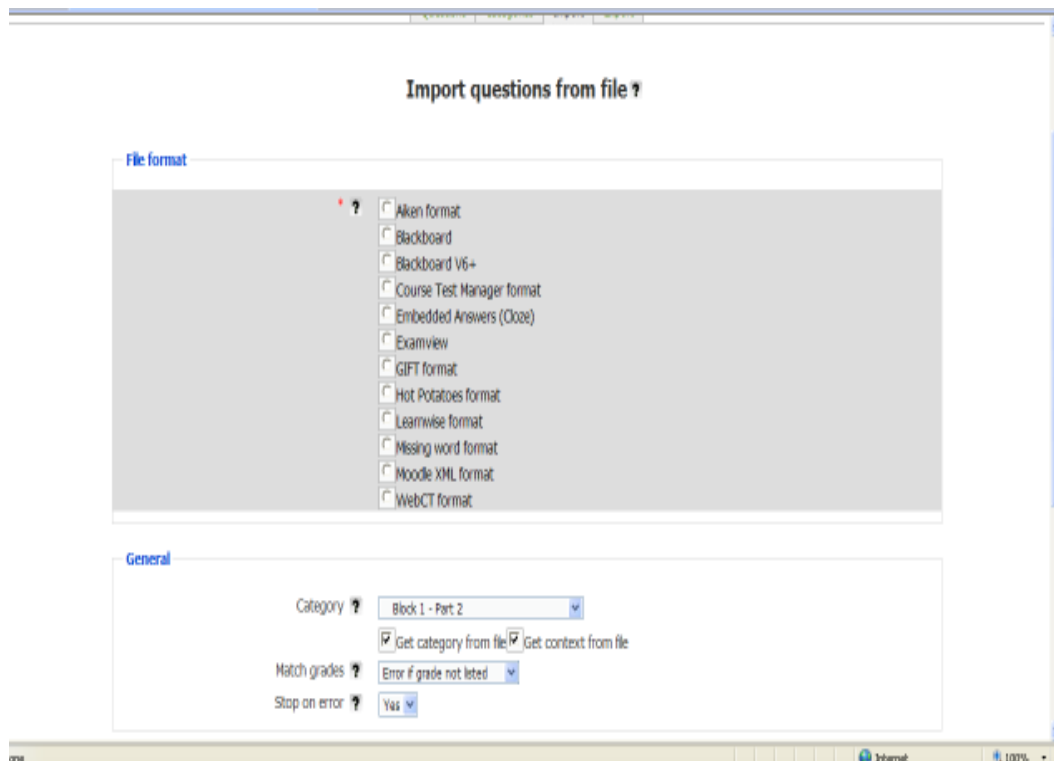 Import questions from file ?
File format
* ?
Aiken format
Blackboard
Blackboard V6+
Course Test Manager format
Embedded Answers (Cloze)
Examview
GIFT format
Hot Potatoes format
Learnwise format
Missing word format
Moodle XML format
WebCT format
General
Category ? Block 1 - Part 2
Get category from file Get context from file
Match grades ? Error if grade not listed
Stop on error ? Yes
Internet 100%